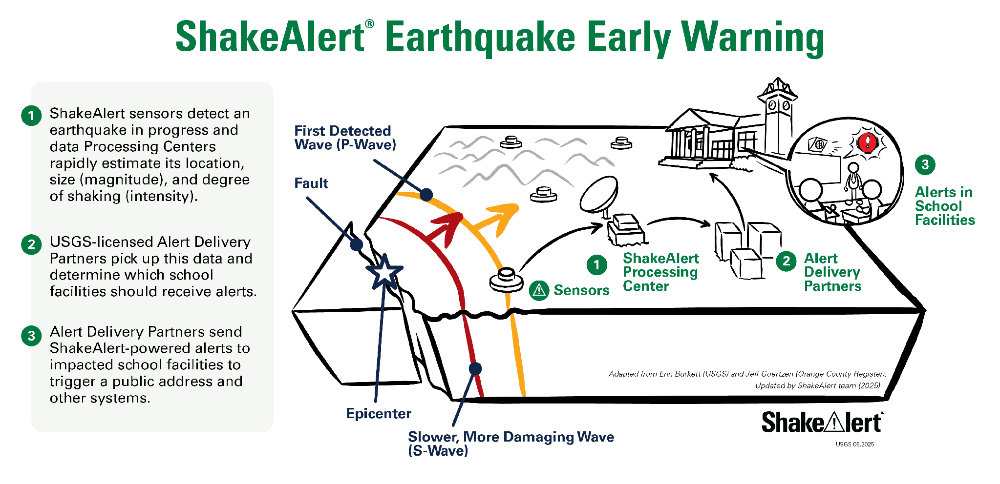 ShakeAlert® Earthquake Early Warning
1 ShakeAlert sensors detect an
earthquake in progress and
data Processing Centers
rapidly estimate its location,
size (magnitude), and degree
of shaking (intensity).
2 USGS-licensed Alert Delivery
Partners pick up this data and
determine which school
facilities should receive alerts.
3 Alert Delivery Partners send
ShakeAlert-powered alerts to
impacted school facilities to
trigger a public address and
other systems.
First Detected
Wave (P-Wave)
Fault
Epicenter
Slower, More Damaging Wave
(S-Wave)
Sensors
1 ShakeAlert
Processing
Center
2 Alert
Delivery
Partners
3
Alerts in
School
Facilities
Adapted from Erin Burkett (USGS) and Jeff Goertzen (Orange County Register).
Updated by ShakeAlert team (2025)
ShakeAlert™
USGS 05.2025